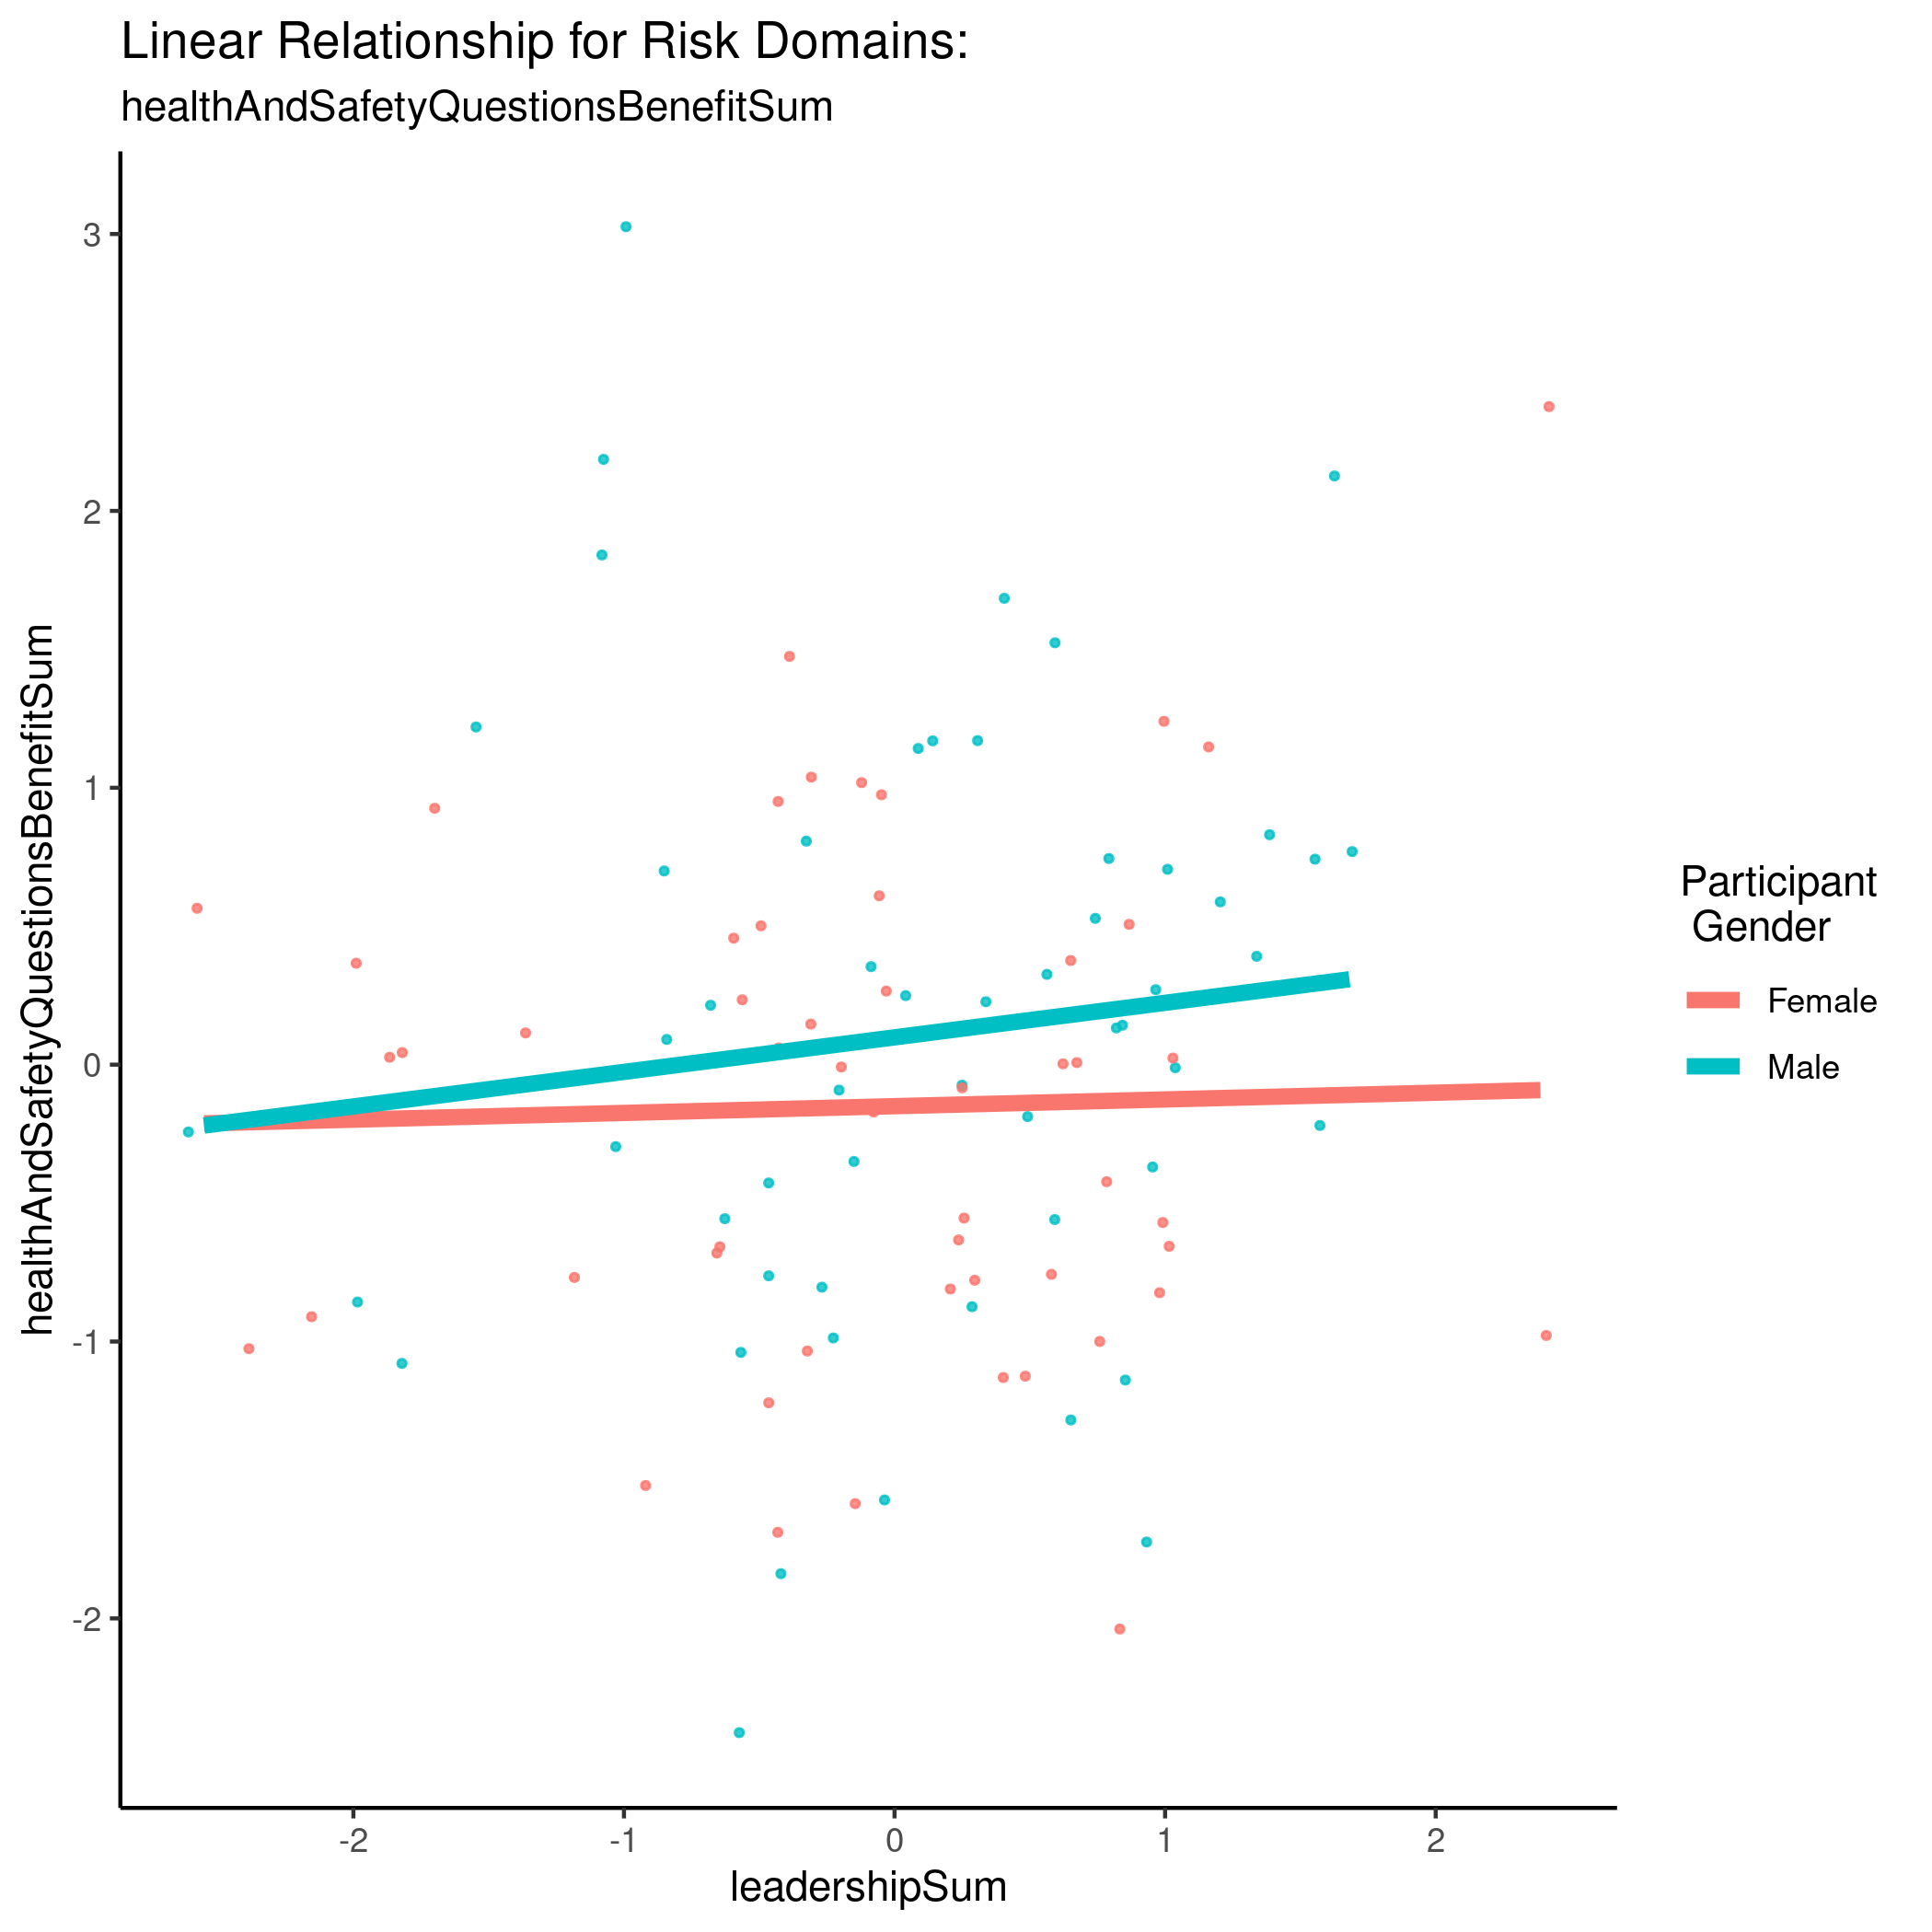 Linear Relationship for Risk Domains:
healthAndSafetyQuestionsBenefitSum
healthAndSafetyQuestionsBenefitSum
3
2
1
0
-1
-2
-2
-1
0
1
2
leadershipSum
Participant
Gender
Female
Male